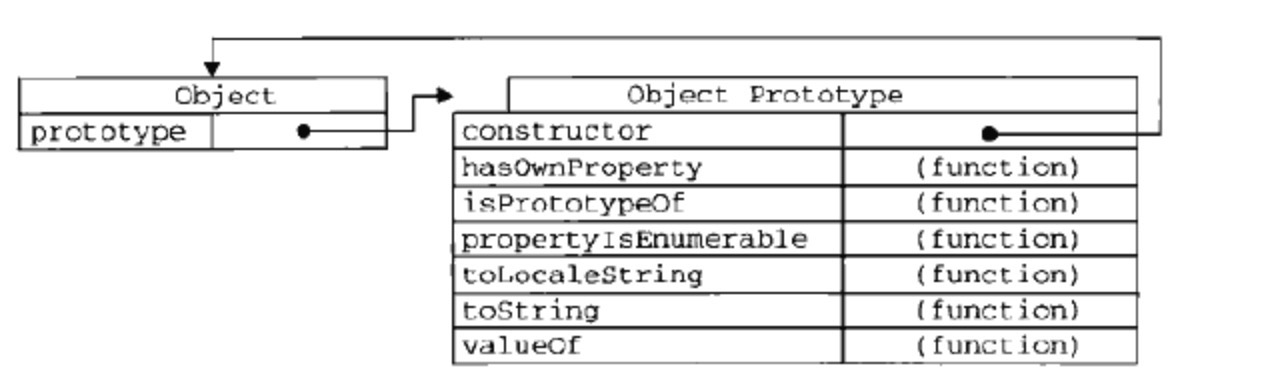 Object
prototype
Object Prototype
constructor
hasOwnProperty (function)
isPrototypeOf (function)
propertyIsEnumerable (function)
toLocaleString (function)
toString (function)
valueOf (function)